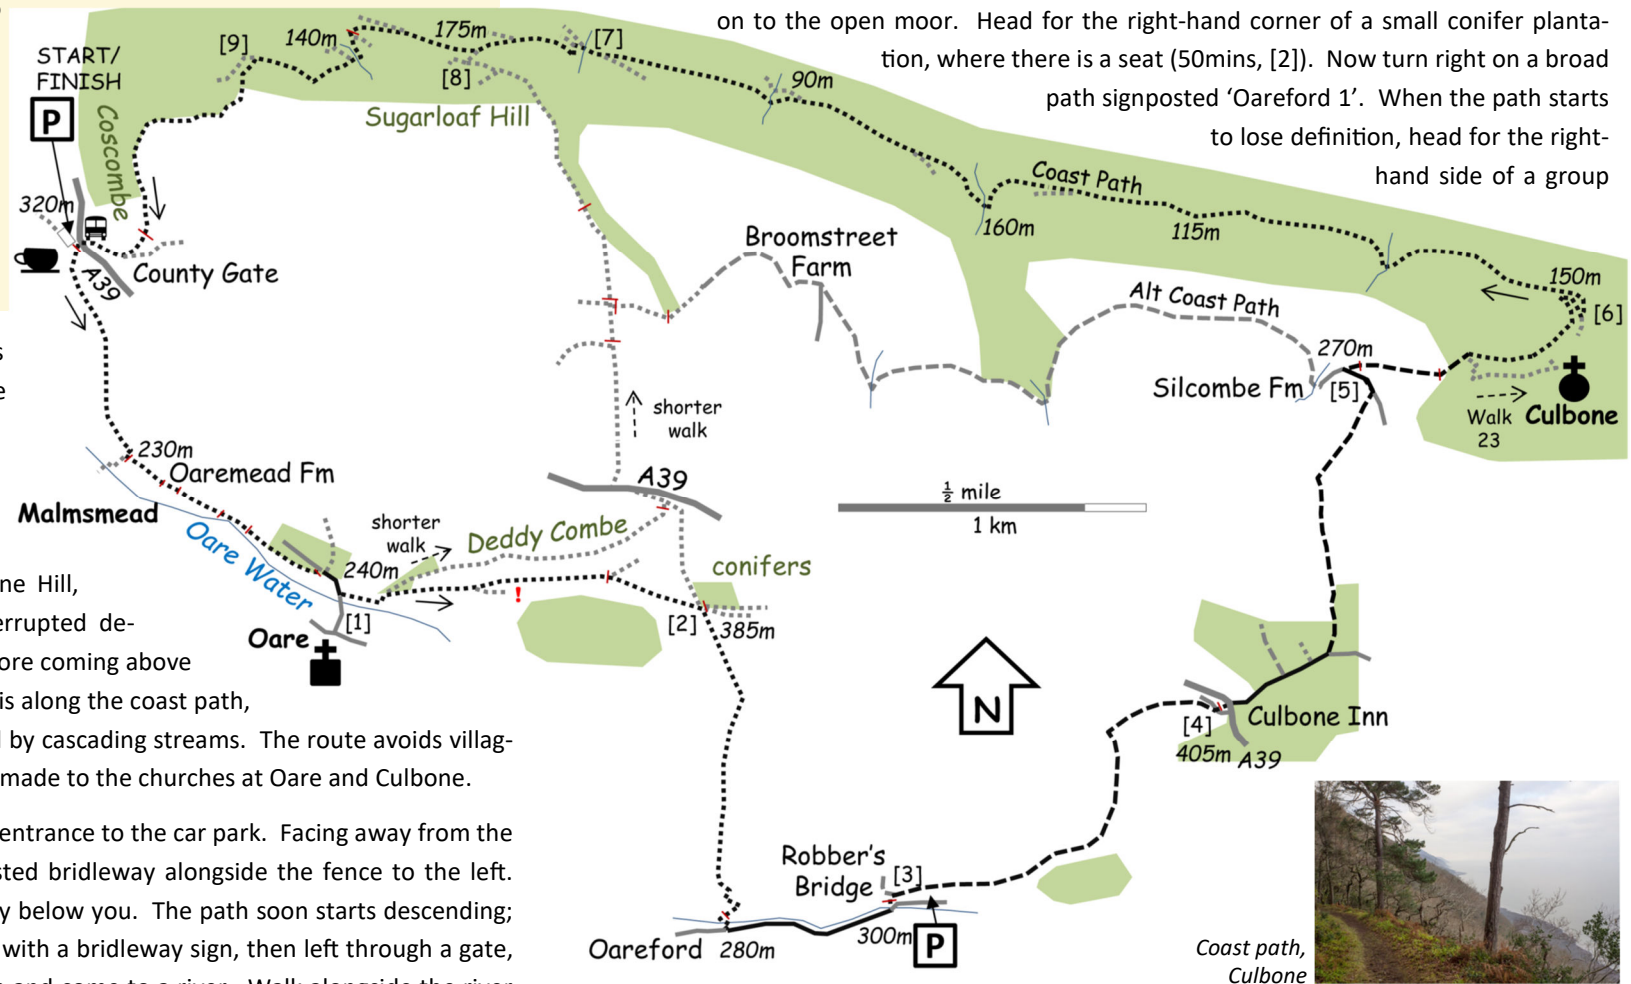 on to the open moor.  Head for the right-hand corner of a small conifer planta-
tion, where there is a seat (50mins, [2]).  Now turn right on a broad
path signposted ‘Oareford 1’.  When the path starts
to lose definition, head for the right-
hand side of a group
START/
FINISH
P
[9]
140m
175m
[8]
[7]
90m
Sugarloaf Hill
Coscombe
320m
A39
County Gate
Coast Path
160m
115m
150m
[6]
Broomstreet
Farm
Alt Coast Path
270m
Silcombe Fm
[5]
Walk
23
Culbone
shorter
walk
A39
½ mile
1 km
230m
Oaremead Fm
Malmsmead
Oare Water
shorter
walk
Deddy Combe
240m
!
conifers
[1]
Oare
[2]
385m
N
[4]
Culbone Inn
405m
A39
Robber's
Bridge
[3]
Oareford
280m
300m
P
Coast path,
Culbone
ne Hill,
errupted de-
ore coming above
is along the coast path,
by cascading streams.  The route avoids villag-
made to the churches at Oare and Culbone.
entrance to the car park.  Facing away from the
sted bridleway alongside the fence to the left.
y below you.  The path soon starts descending;
with a bridleway sign, then left through a gate,